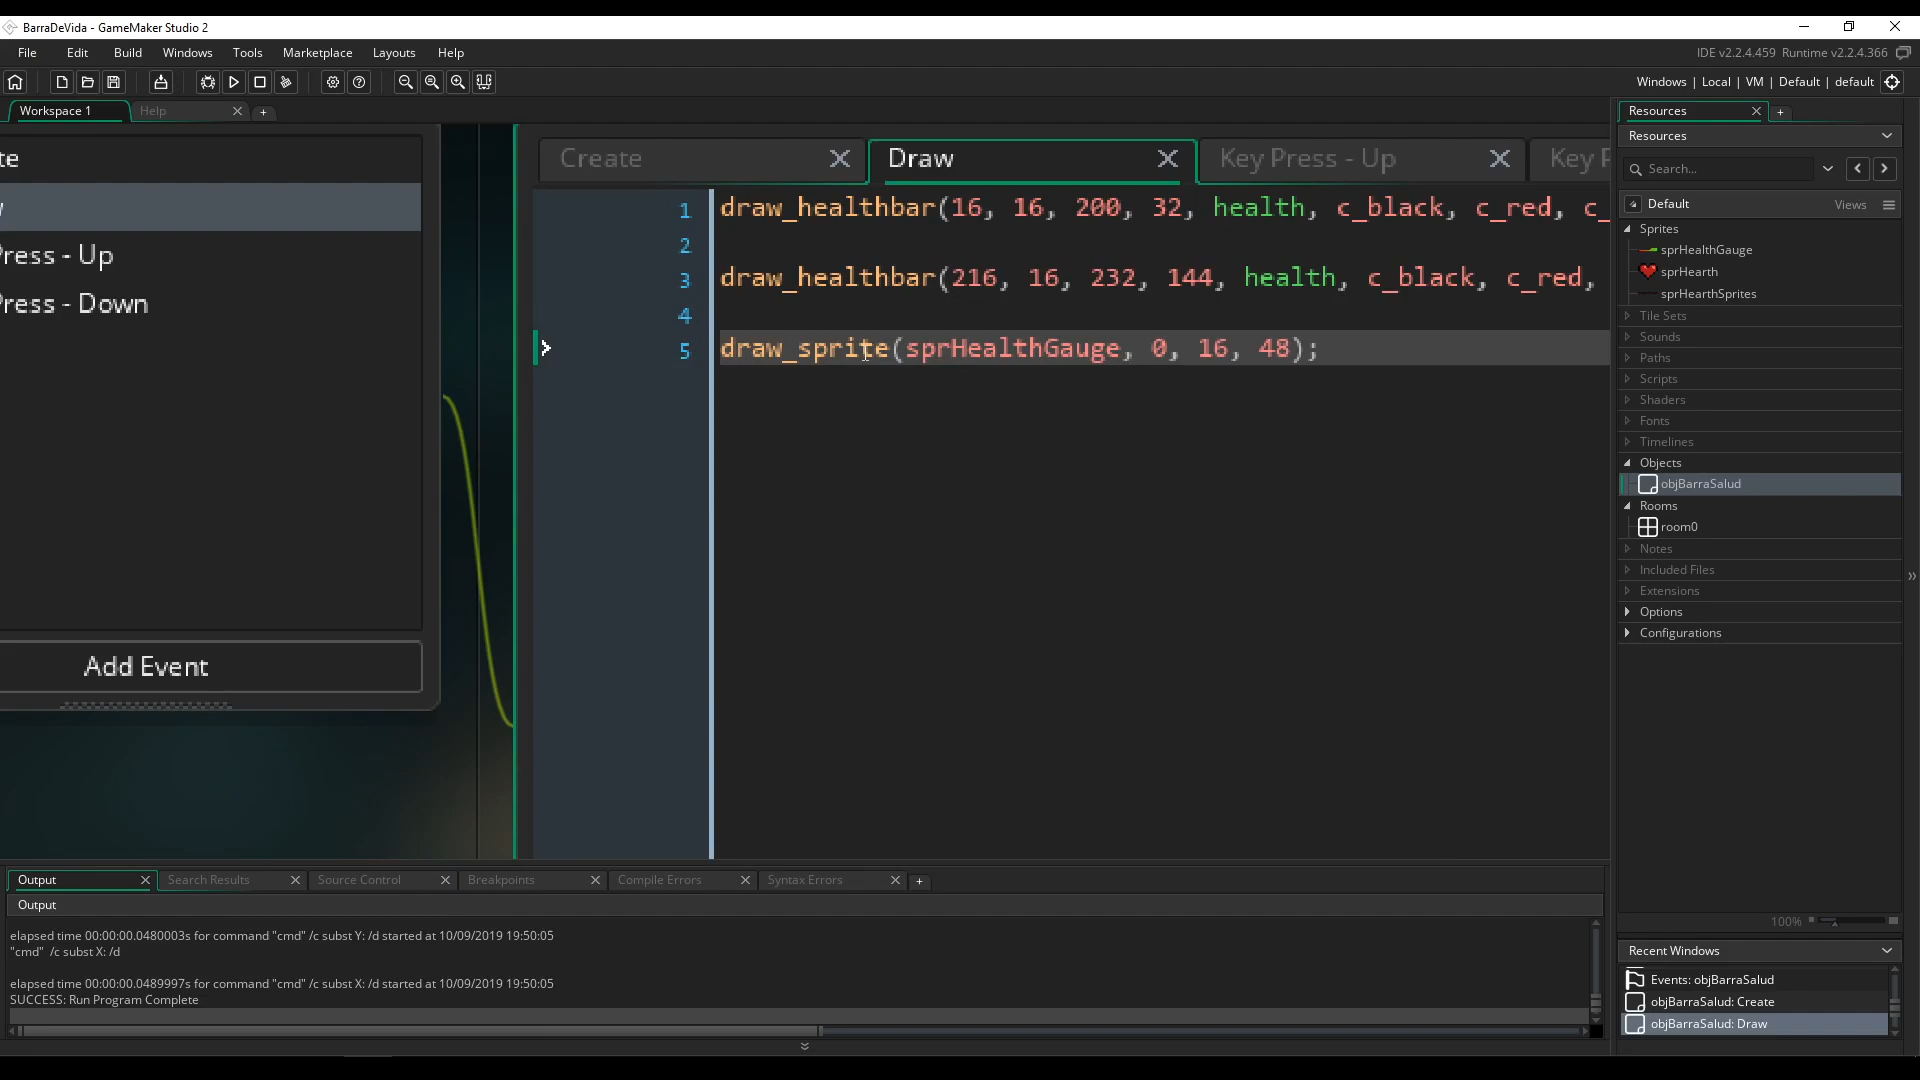 BarraDeVida - GameMaker Studio 2
File Edit Build Windows Tools Marketplace Layouts Help
IDE v2.2.4.459 Runtime v2.2.4.366
Windows | Local | VM | Default | default
Workspace 1
Help
te
Press - Up
Press - Down
Add Event
Create
Draw
Key Press - Up
Key P
1 draw_healthbar(16, 16, 200, 32, health, c_black, c_red, c_
2
3 draw_healthbar(216, 16, 232, 144, health, c_black, c_red,
4
5 draw_sprite(sprHealthGauge, 0, 16, 48);
Resources
Resources
Search...
Default
Views
Sprites
sprHealthGauge
sprHearth
sprHearthSprites
Tile Sets
Sounds
Paths
Scripts
Shaders
Fonts
Timelines
Objects
objBarraSalud
Rooms
room0
Notes
Included Files
Extensions
Options
Configurations
100%
Recent Windows
Events: objBarraSalud
objBarraSalud: Create
objBarraSalud: Draw
Output
Search Results
Source Control
Breakpoints
Compile Errors
Syntax Errors
Output
elapsed time 00:00:00.0480003s for command "cmd" /c subst Y: /d started at 10/09/2019 19:50:05
"cmd" /c subst X: /d
elapsed time 00:00:00.0489997s for command "cmd" /c subst X: /d started at 10/09/2019 19:50:05
SUCCESS: Run Program Complete